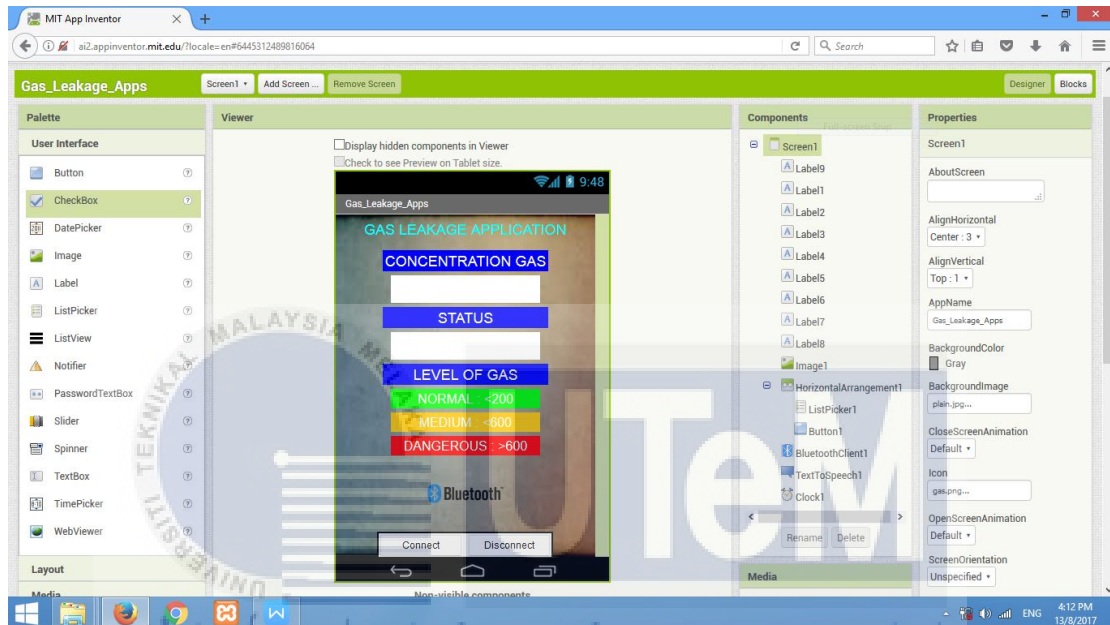 MIT App Inventor
ai2.appinventor.mit.edu/?locale=en#6445312489816064
Search
Gas_Leakage_Apps
Screen1
Add Screen ...
Remove Screen
Designer
Blocks
Palette
User Interface
Button
CheckBox
DatePicker
Image
Label
ListPicker
ListView
Notifier
PasswordTextBox
Slider
Spinner
TextBox
TimePicker
WebViewer
Layout
Media
Viewer
Display hidden components in Viewer
Check to see Preview on Tablet size.
9:48
Gas_Leakage_Apps
GAS LEAKAGE APPLICATION
CONCENTRATION GAS
STATUS
LEVEL OF GAS
NORMAL : <200
MEDIUM : <600
DANGEROUS : >600
Bluetooth
Connect
Disconnect
Non-visible components
Components
Screen1
Label9
Label1
Label2
Label3
Label4
Label5
Label6
Label7
Label8
Image1
HorizontalArrangement1
ListPicker1
Button1
BluetoothClient1
TextToSpeech1
Clock1
Rename
Delete
Media
Properties
Screen1
AboutScreen
AlignHorizontal
Center : 3
AlignVertical
Top : 1
AppName
Gas_Leakage_Apps
BackgroundColor
Gray
BackgroundImage
plain.jpg...
CloseScreenAnimation
Default
Icon
gas.png...
OpenScreenAnimation
Default
ScreenOrientation
Unspecified
UNIVERSITI TEKNIKAL MALAYSIA
UTeM
ENG
4:12 PM
13/8/2017